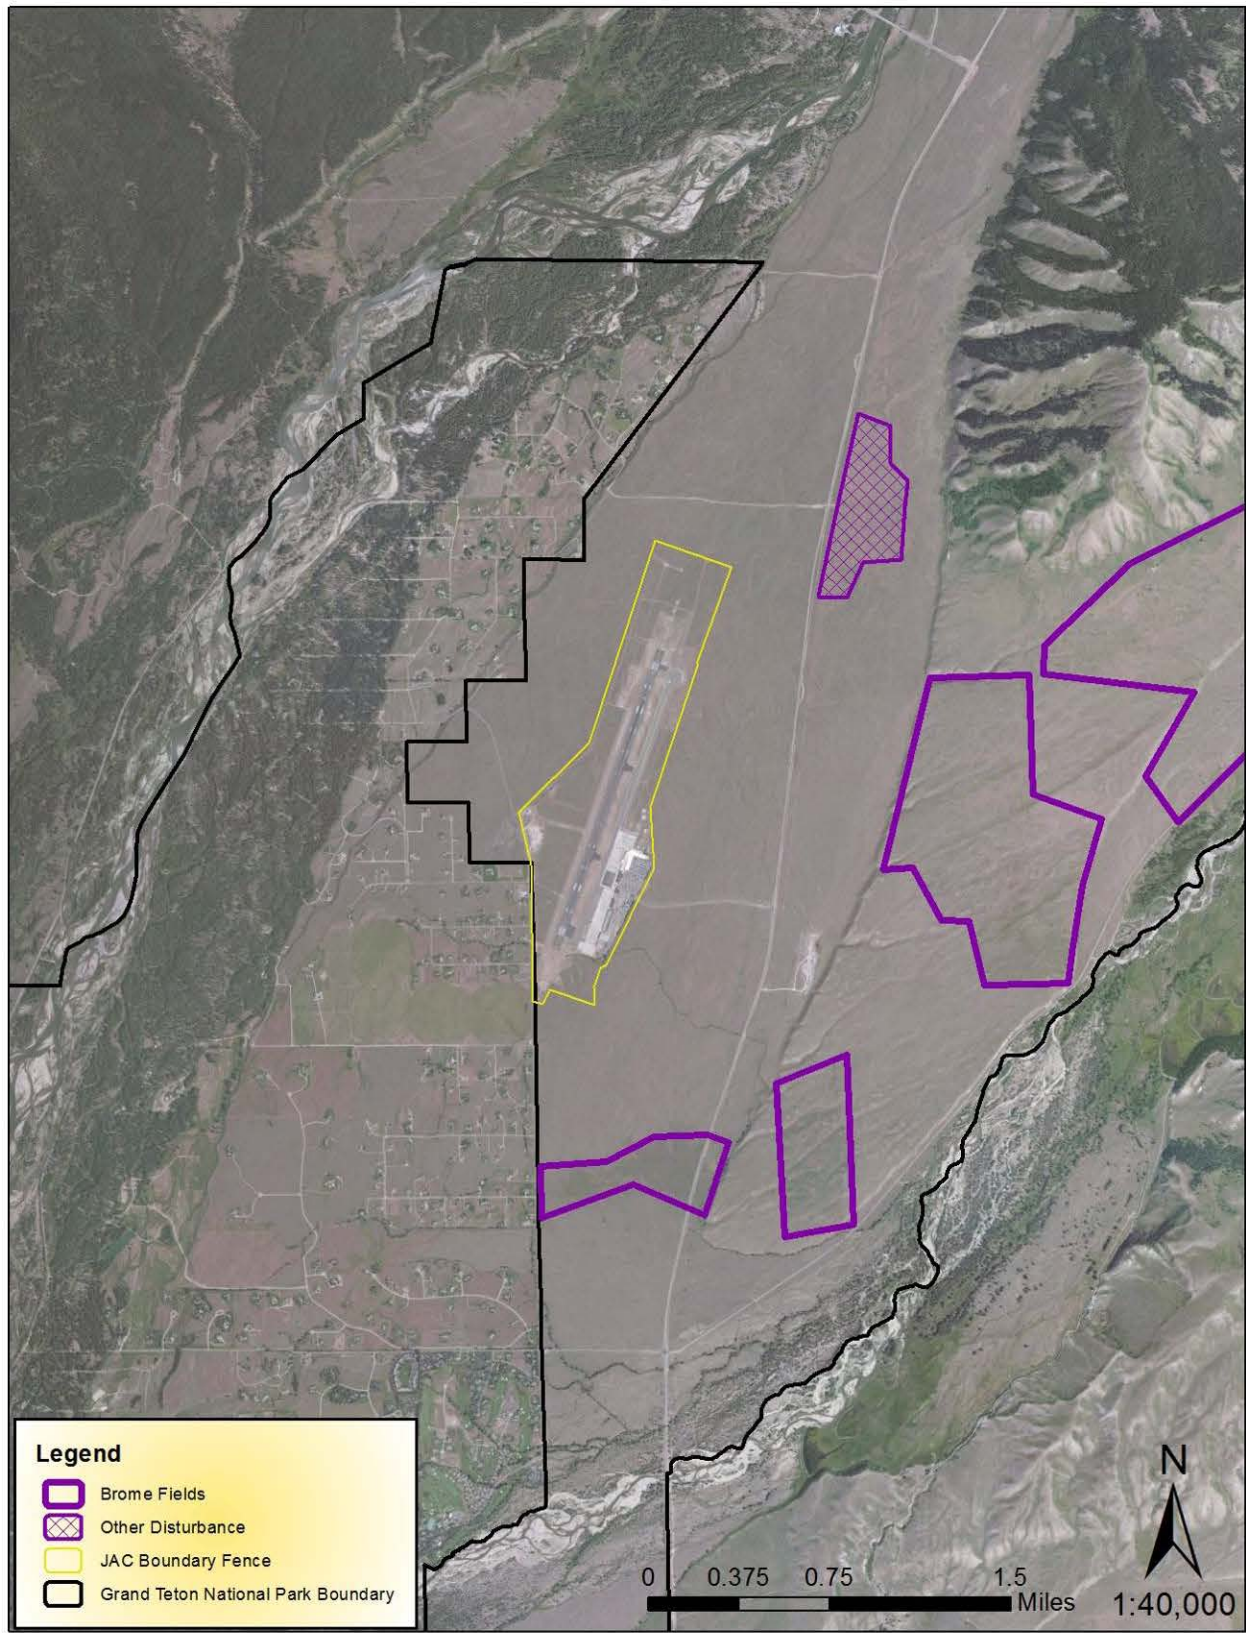 Legend
Brome Fields
Other Disturbance
JAC Boundary Fence
Grand Teton National Park Boundary
0 0.375 0.75 1.5
Miles
N
1:40,000